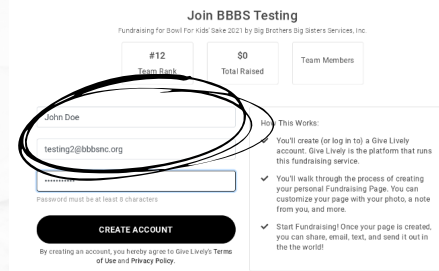 Join BBBS Testing
Fundraising for Bowl For Kids' Sake 2021 by Big Brothers Big Sisters Services, Inc
#12
Team Rank
$0
Total Raised
Team Members
John Doe
testing2@bbbsnc.org
Password must be at least 8 characters
CREATE ACCOUNT
By creating an account, you hereby agree to Give Lively's Terms
of Use and Privacy Policy.
How This Works:
You'll create (or log in to) a Give Lively
account. Give Lively is the platform that runs
this fundraising service.
You'll walk through the process of creating
your personal Fundraising Page. You can
customize your page with your photo, a note
from you, and more.
Start Fundraising! Once your page is created,
you can share, email, text, and send it out in
the the world!